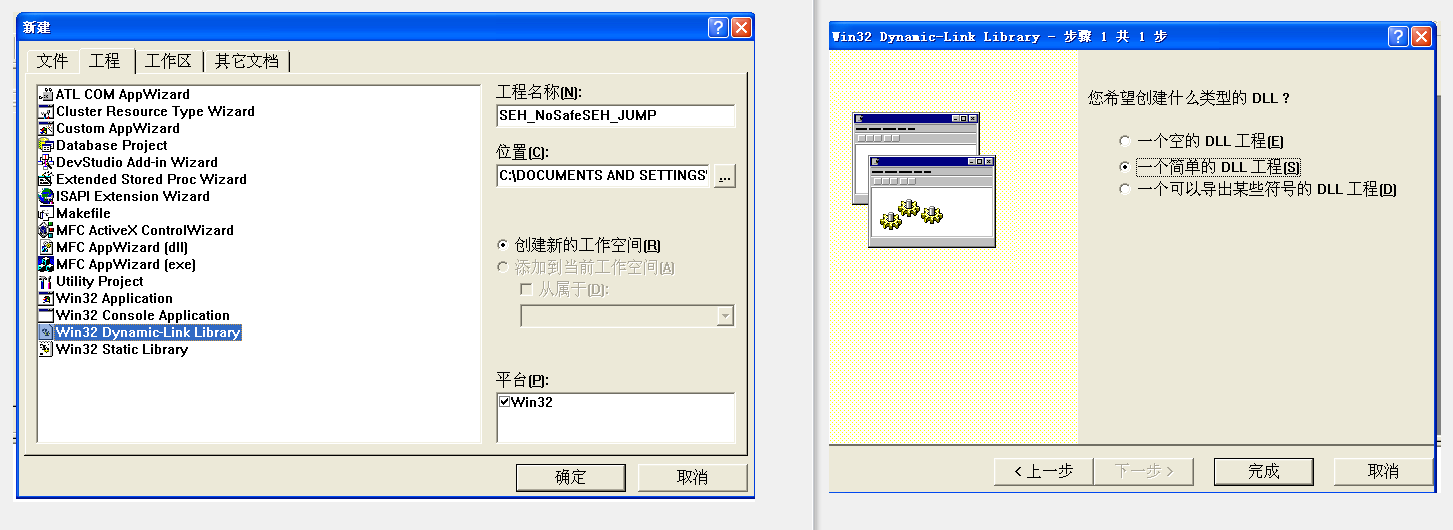 新建
文件
工程
工作区
其它文档
ATL COM AppWizard
Cluster Resource Type Wizard
Custom AppWizard
Database Project
DevStudio Add-in Wizard
Extended Stored Proc Wizard
ISAPI Extension Wizard
Makefile
MFC ActiveX ControlWizard
MFC AppWizard (dll)
MFC AppWizard (exe)
Utility Project
Win32 Application
Win32 Console Application
Win32 Dynamic-Link Library
Win32 Static Library
工程名称(N):
SEH_NoSafeSEH_JUMP
位置(C):
C:\DOCUMENTS AND SETTINGS
...
创建新的工作空间(R)
添加到当前工作空间(A)
从属于(D):
平台(P):
Win32
确定
取消
Win32 Dynamic-Link Library - 步骤 1 共 1 步
您希望创建什么类型的 DLL ?
一个空的 DLL 工程(E)
一个简单的 DLL 工程(S)
一个可以导出某些符号的 DLL 工程(D)
< 上一步
下一步 >
完成
取消